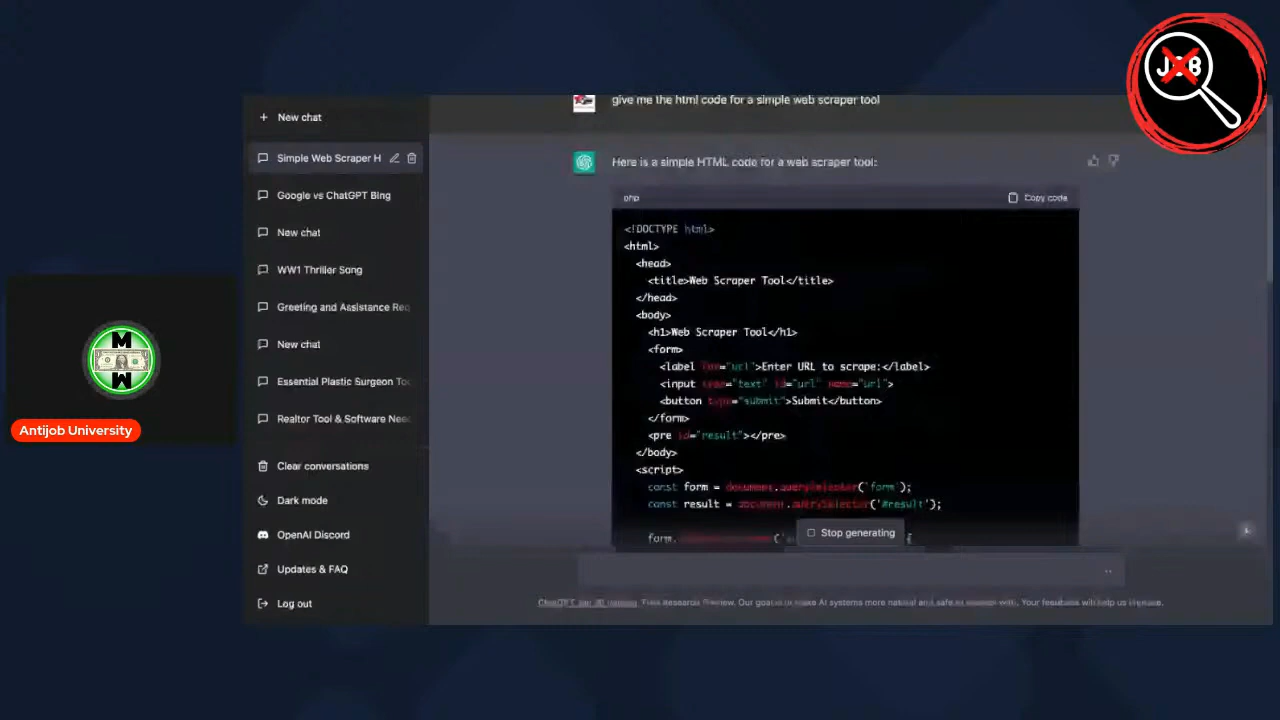 JOB
give me the html code for a simple web scraper tool
+ New chat
Simple Web Scraper H
Google vs ChatGPT Bing
New chat
WW1 Thriller Song
Greeting and Assistance Req
New chat
Essential Plastic Surgeon Too
Realtor Tool & Software Need
Clear conversations
Dark mode
OpenAI Discord
Updates & FAQ
Log out
Here is a simple HTML code for a web scraper tool:
php
Copy code
<!DOCTYPE html>
<html>
<head>
<title>Web Scraper Tool</title>
</head>
<body>
<h1>Web Scraper Tool</h1>
<form>
<label for="url">Enter URL to scrape:</label>
<input type="text" id="url" name="url">
<button type="submit">Submit</button>
</form>
<pre id="result"></pre>
</body>
<script>
const form = document.querySelector('form');
const result = document.querySelector('#result');
form.
Stop generating
Free Research Preview. Our goal is to make AI systems more natural and safe to interact with. Your feedback will help us improve.
M
M
Antijob University